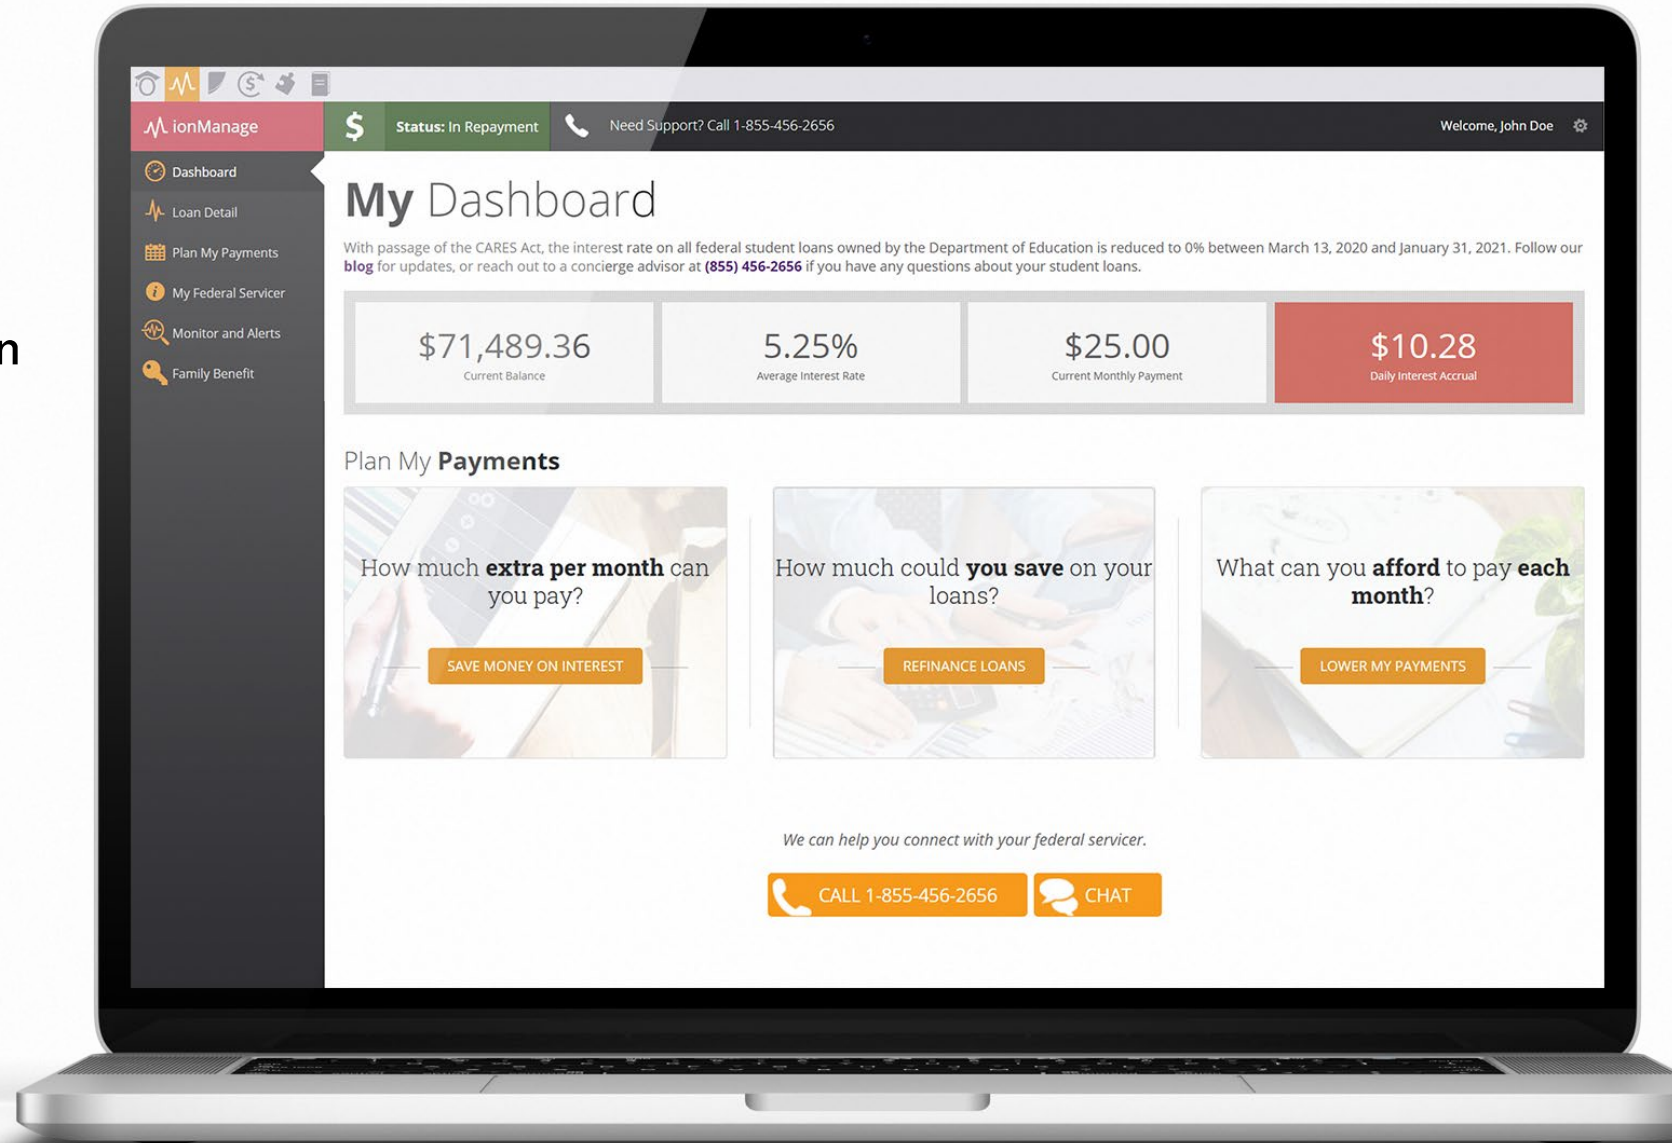 n
ionManage
$ Status: In Repayment
Need Support? Call 1-855-456-2656
Welcome, John Doe
Dashboard
Loan Detail
Plan My Payments
My Federal Servicer
Monitor and Alerts
Family Benefit
My Dashboard
With passage of the CARES Act, the interest rate on all federal student loans owned by the Department of Education is reduced to 0% between March 13, 2020 and January 31, 2021. Follow our
blog for updates, or reach out to a concierge advisor at (855) 456-2656 if you have any questions about your student loans.
$71,489.36
Current Balance
5.25%
Average Interest Rate
$25.00
Current Monthly Payment
$10.28
Daily Interest Accrual
Plan My Payments
How much extra per month can
you pay?
SAVE MONEY ON INTEREST
How much could you save on your
loans?
REFINANCE LOANS
What can you afford to pay each
month?
LOWER MY PAYMENTS
We can help you connect with your federal servicer.
CALL 1-855-456-2656
CHAT